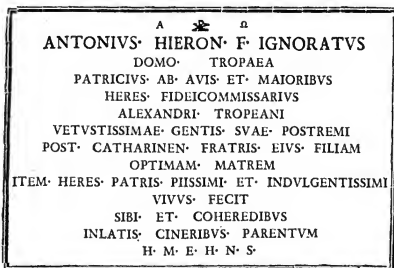 Α ☧ Ω
ANTONIVS· HIERON· F· IGNORATVS
DOMO· TROPAEA
PATRICIVS· AB· AVIS· ET· MAIORIBVS
HERES· FIDEICOMMISSARIVS
ALEXANDRI· TROPEANI
VETVSTISSIMAE· GENTIS· SVAE· POSTREMI
POST· CATHARINEN· FRATRIS· EIVS· FILIAM
OPTIMAM· MATREM
ITEM· HERES· PATRIS· PIISSIMI· ET· INDVLGENTISSIMI
VIVVS· FECIT
SIBI· ET· COHEREDIBVS
INLATIS· CINERIBVS· PARENTVM
H· M· E· H· N· S·